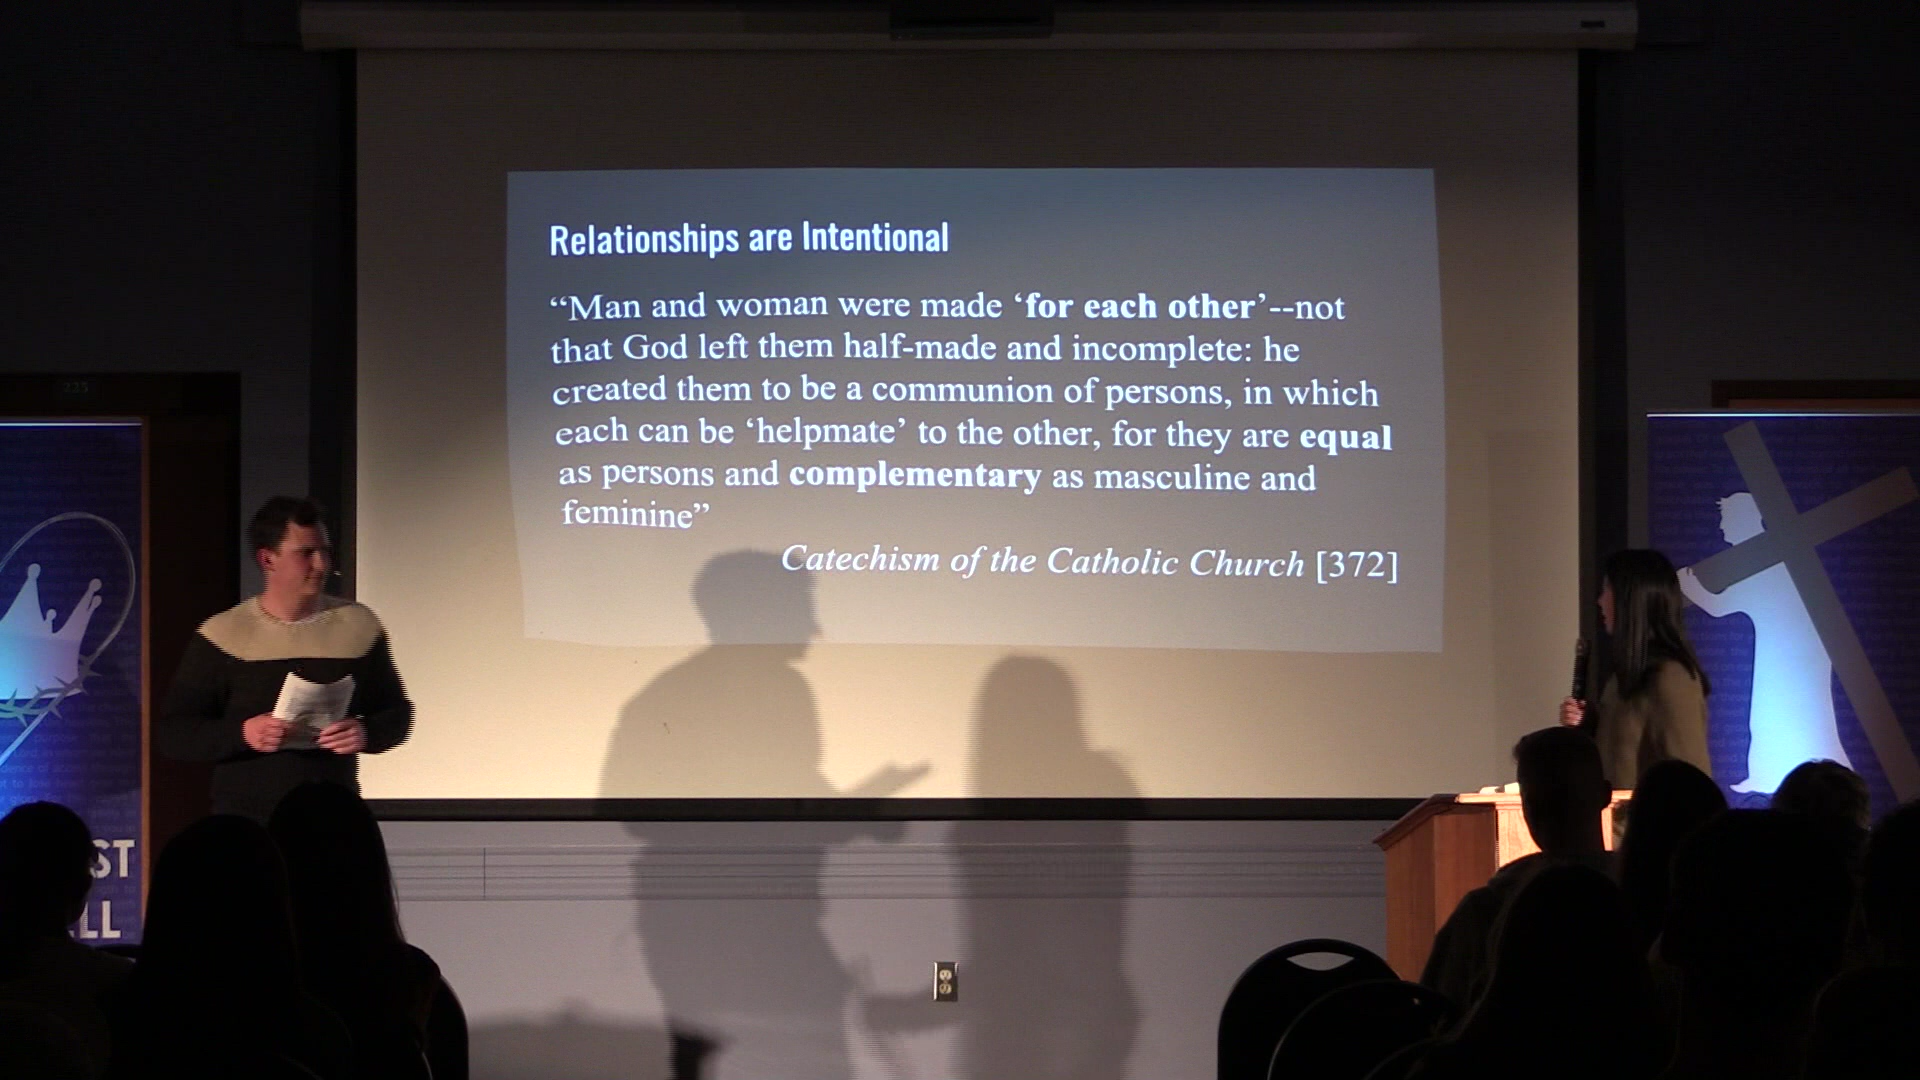 Relationships are Intentional
“Man and woman were made ‘for each other’--not
that God left them half-made and incomplete: he
created them to be a communion of persons, in which
each can be ‘helpmate’ to the other, for they are equal
as persons and complementary as masculine and
feminine”
Catechism of the Catholic Church [372]
225
ST
LL